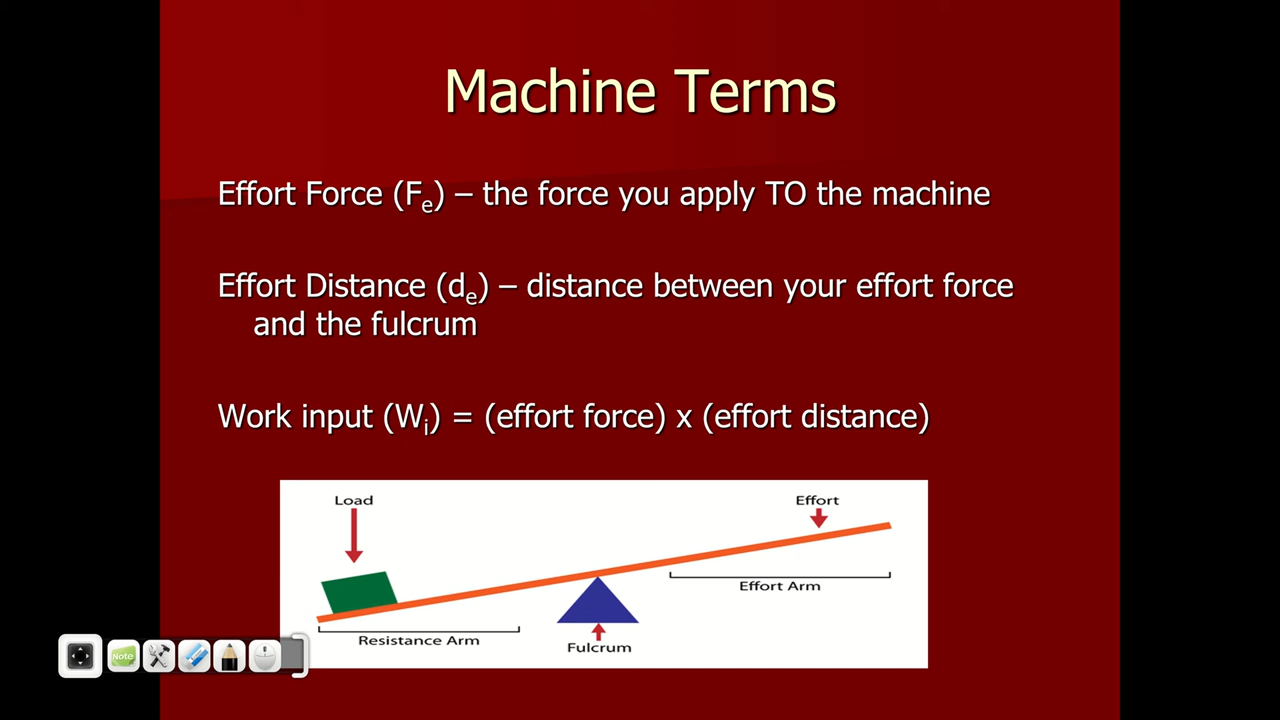 Machine Terms
Effort Force (Fe) – the force you apply TO the machine
Effort Distance (de) – distance between your effort force
and the fulcrum
Work input (Wi) = (effort force) x (effort distance)
Load
Effort
Effort Arm
Resistance Arm
Fulcrum
Note